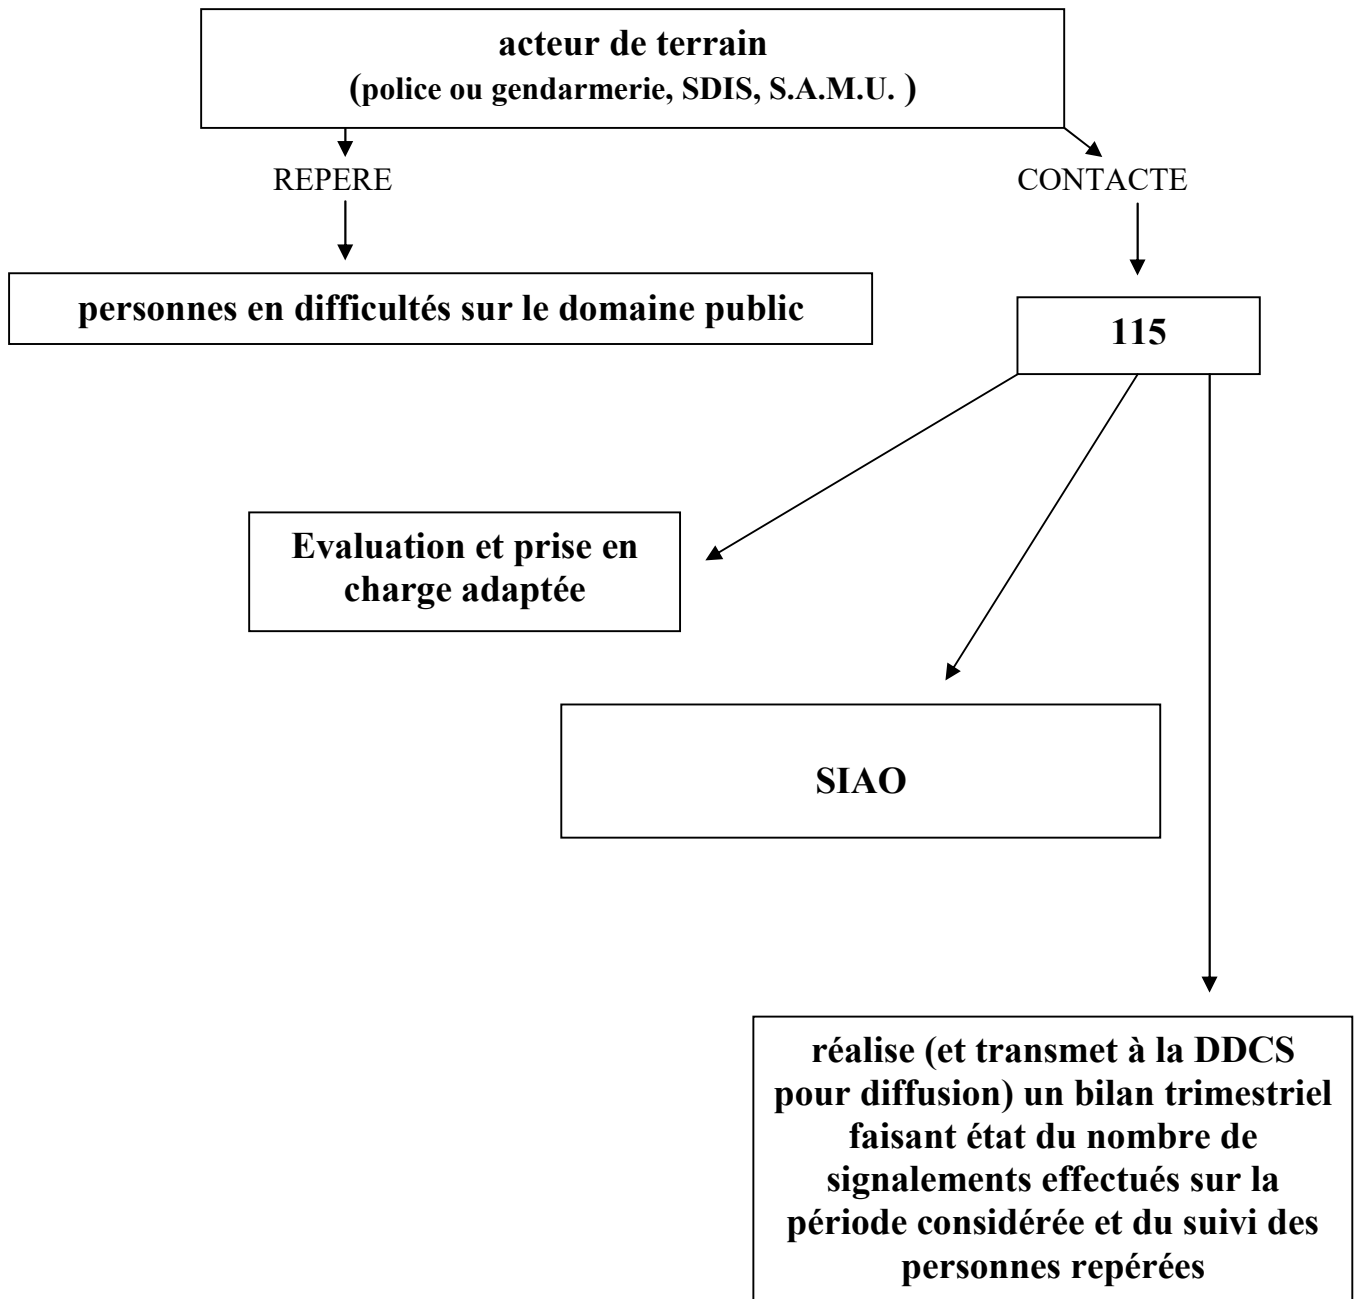 acteur de terrain
(police ou gendarmerie, SDIS, S.A.M.U. )
REPERE
CONTACTE
personnes en difficultés sur le domaine public
115
Evaluation et prise en
charge adaptée
SIAO
réalise (et transmet à la DDCS
pour diffusion) un bilan trimestriel
faisant état du nombre de
signalements effectués sur la
période considérée et du suivi des
personnes repérées